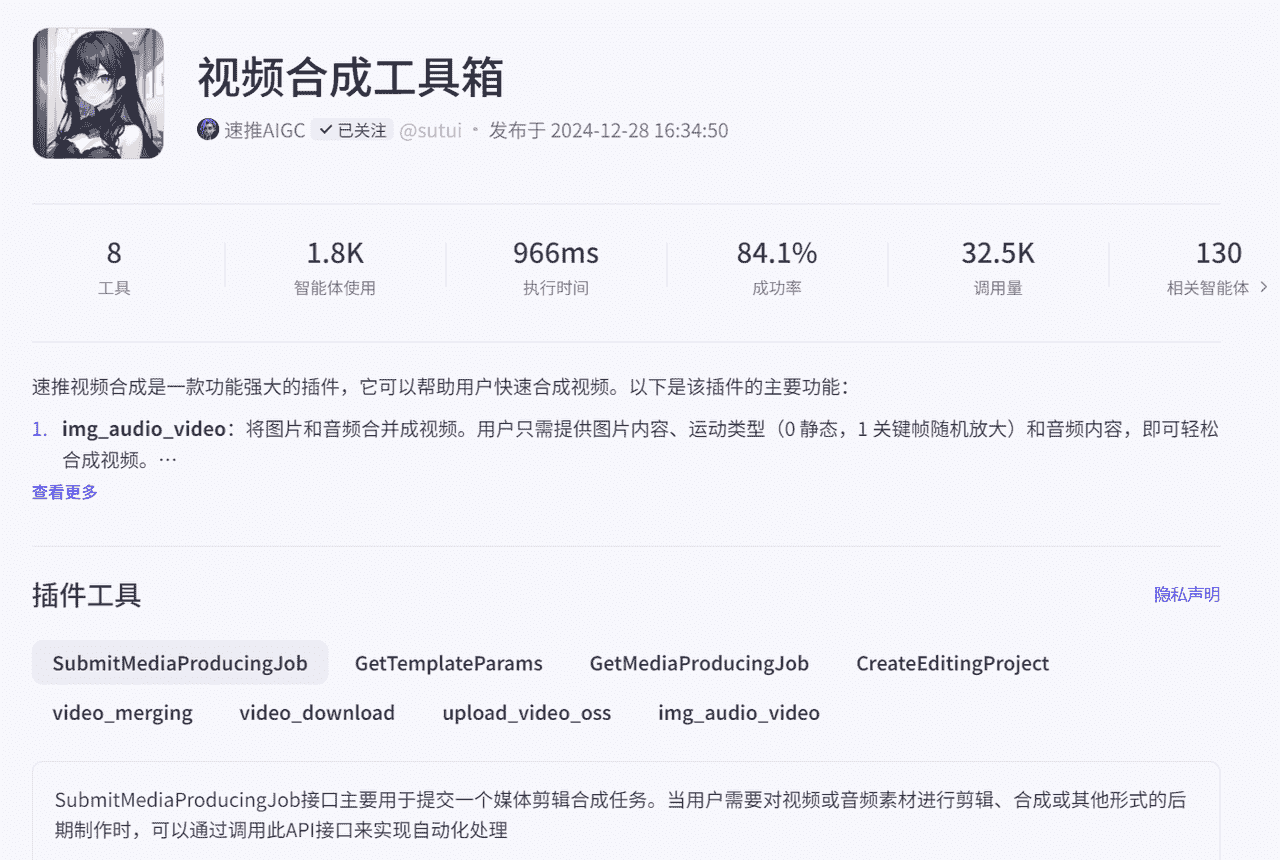 视频合成工具箱
速推AIGC 已关注 @sutui • 发布于 2024-12-28 16:34:50
8 1.8K 966ms 84.1% 32.5K 130
工具 智能体使用 执行时间 成功率 调用量 相关智能体
速推视频合成是一款功能强大的插件，它可以帮助用户快速合成视频。以下是该插件的主要功能：
1. img_audio_video：将图片和音频合并成视频。用户只需提供图片内容、运动类型（0 静态，1 关键帧随机放大）和音频内容，即可轻松
合成视频。…
查看更多
插件工具 隐私声明
SubmitMediaProducingJob GetTemplateParams GetMediaProducingJob CreateEditingProject
video_merging video_download upload_video_oss img_audio_video
SubmitMediaProducingJob接口主要用于提交一个媒体剪辑合成任务。当用户需要对视频或音频素材进行剪辑、合成或其他形式的后
期制作时，可以通过调用此API接口来实现自动化处理